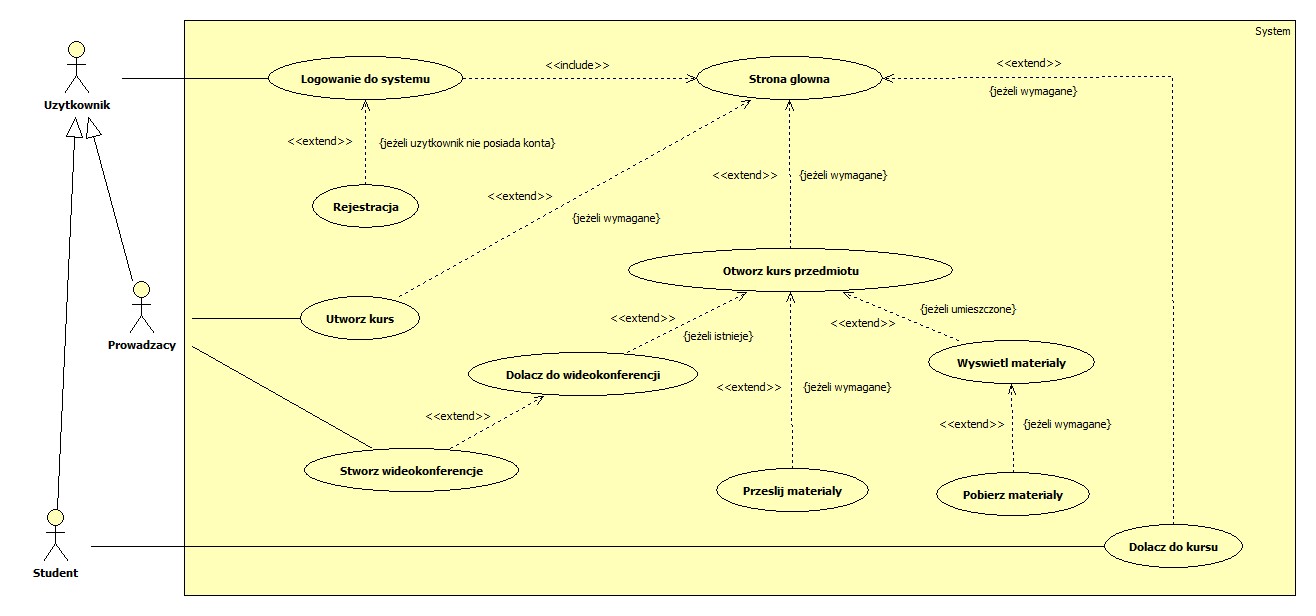 System
Uzytkownik
Logowanie do systemu
<<include>>
Strona glowna
<<extend>>
{jeżeli wymagane}
<<extend>>
{jeżeli uzytkownik nie posiada konta}
Rejestracja
<<extend>>
{jeżeli wymagane}
<<extend>>
{jeżeli wymagane}
Otworz kurs przedmiotu
Prowadzacy
Utworz kurs
<<extend>>
{jeżeli istnieje}
<<extend>>
{jeżeli umieszczone}
Dolacz do wideokonferencji
Wyswietl materialy
<<extend>>
<<extend>>
{jeżeli wymagane}
<<extend>>
{jeżeli wymagane}
Stworz wideokonferencje
Przeslij materialy
Pobierz materialy
Student
Dolacz do kursu